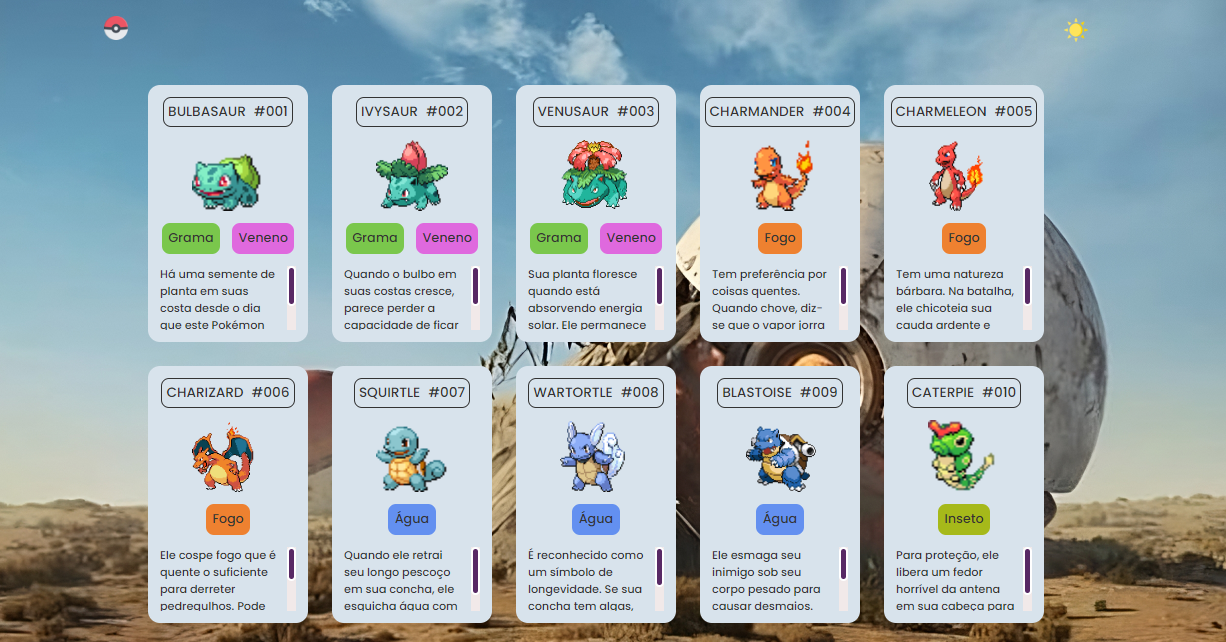 BULBASAUR #001
Grama Veneno
Há uma semente de
planta em suas
costa desde o dia
que este Pokémon
IVYSAUR #002
Grama Veneno
Quando o bulbo em
suas costas cresce,
parece perder a
capacidade de ficar
VENUSAUR #003
Grama Veneno
Sua planta floresce
quando está
absorvendo energia
solar. Ele permanece
CHARMANDER #004
Fogo
Tem preferência por
coisas quentes.
Quando chove, diz-
se que o vapor jorra
CHARMELEON #005
Fogo
Tem uma natureza
bárbara. Na batalha,
ele chicoteia sua
cauda ardente e
CHARIZARD #006
Fogo
Ele cospe fogo que é
quente o suficiente
para derreter
pedregulhos. Pode
SQUIRTLE #007
Água
Quando ele retrai
seu longo pescoço
em sua concha, ele
esguicha água com
WARTORTLE #008
Água
É reconhecido como
um símbolo de
longevidade. Se sua
concha tem algas,
BLASTOISE #009
Água
Ele esmaga seu
inimigo sob seu
corpo pesado para
causar desmaios.
CATERPIE #010
Inseto
Para proteção, ele
libera um fedor
horrível da antena
em sua cabeça para